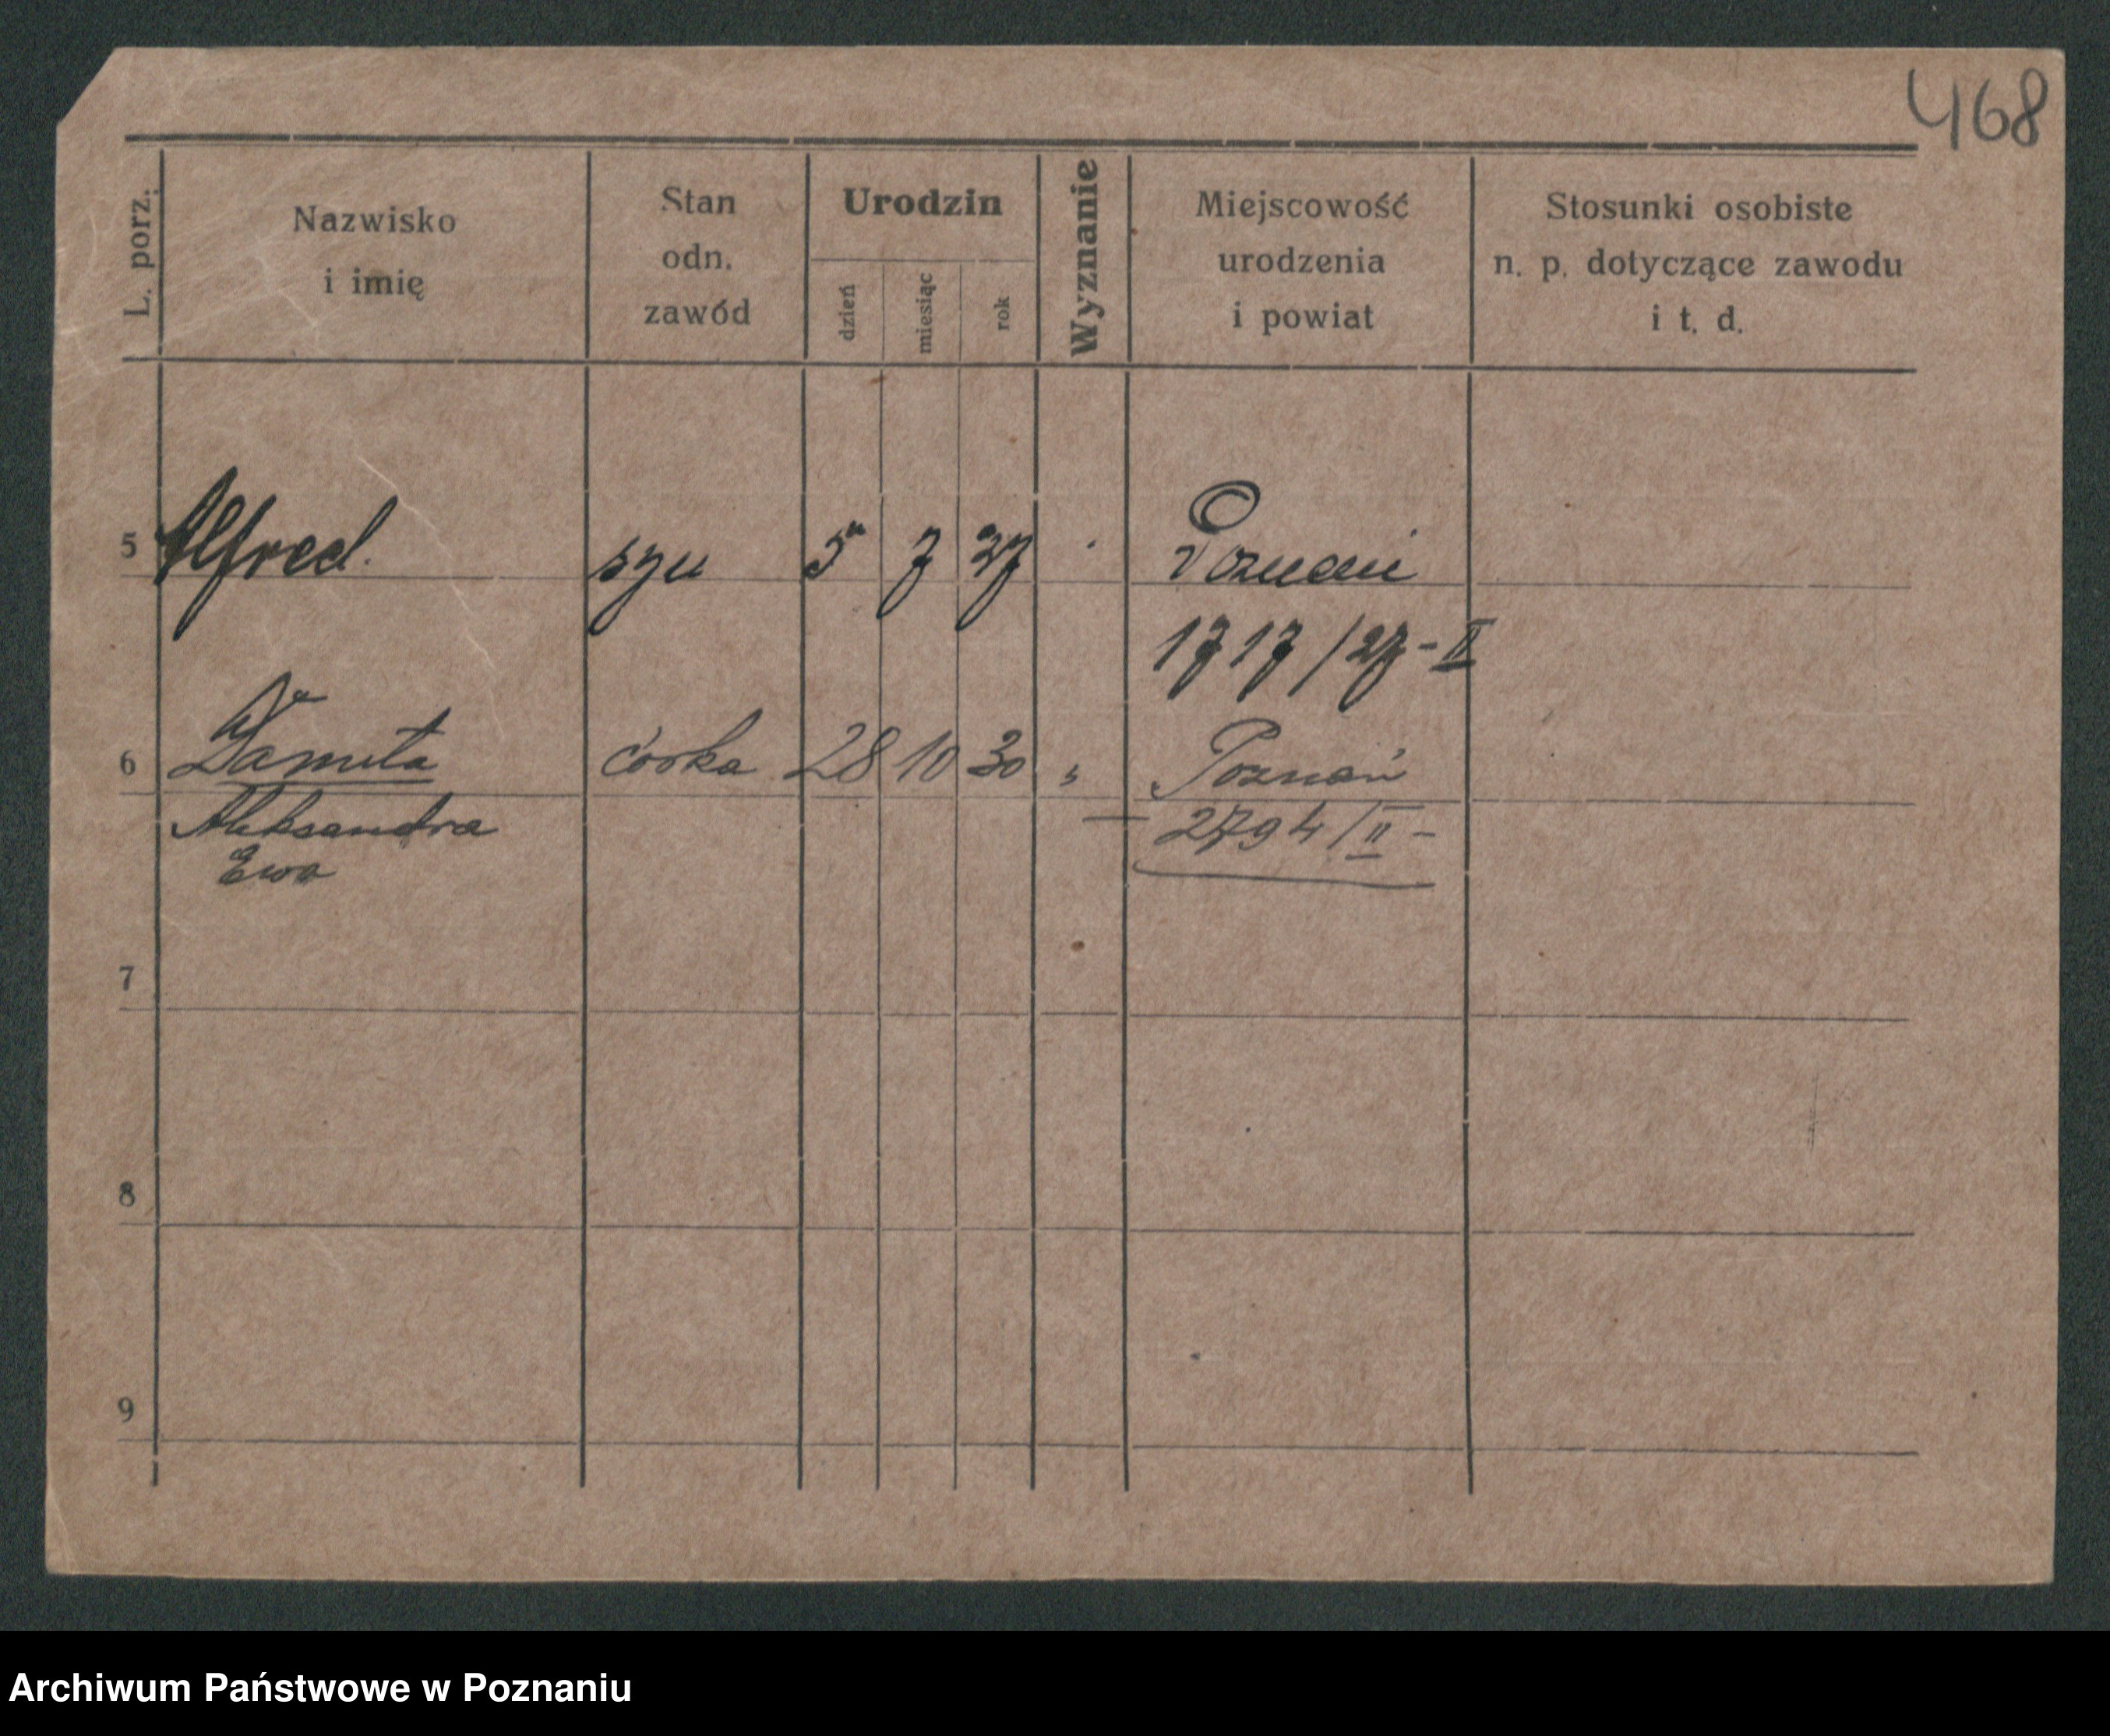 468
L. porz.
Nazwisko
i imię
Stan
odn.
zawód
Urodzin
dzień
miesiąc
rok
Wyznanie
Miejscowość
urodzenia
i powiat
Stosunki osobiste
n. p. dotyczące zawodu
i t. d.
5 Alfred. syn 5 7 27 Poznań
1717/27-II
6 Danuta córka 28 10 30 " Poznań
Aleksandra 2794/II-
Ewa
7
8
9
Archiwum Państwowe w Poznaniu